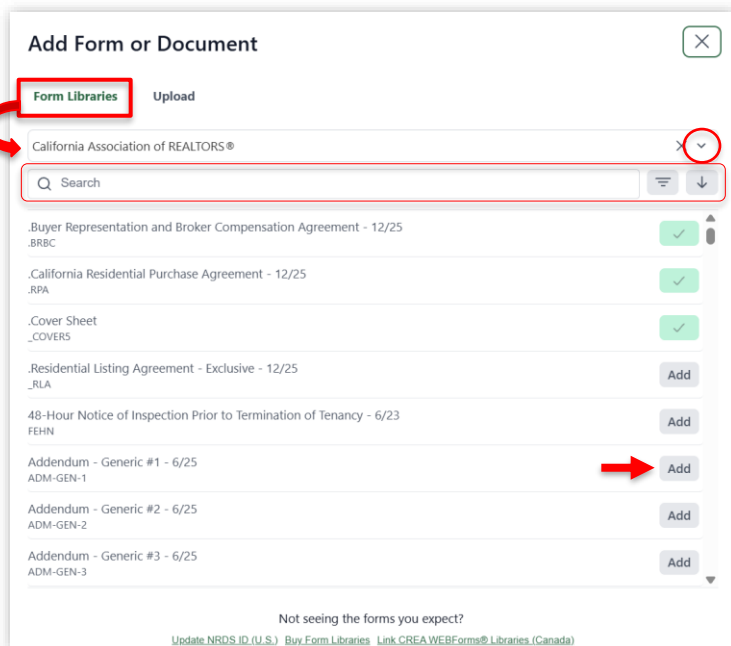 Add Form or Document
Form Libraries Upload
California Association of REALTORS®
Search
.Buyer Representation and Broker Compensation Agreement - 12/25
.BRBC
.California Residential Purchase Agreement - 12/25
.RPA
.Cover Sheet
_COVER5
.Residential Listing Agreement - Exclusive - 12/25
_RLA
Add
48-Hour Notice of Inspection Prior to Termination of Tenancy - 6/23
FEHN
Add
Addendum - Generic #1 - 6/25
ADM-GEN-1
Add
Addendum - Generic #2 - 6/25
ADM-GEN-2
Add
Addendum - Generic #3 - 6/25
ADM-GEN-3
Add
Not seeing the forms you expect?
Update NRDS ID (U.S.) Buy Form Libraries Link CREA WEBForms® Libraries (Canada)